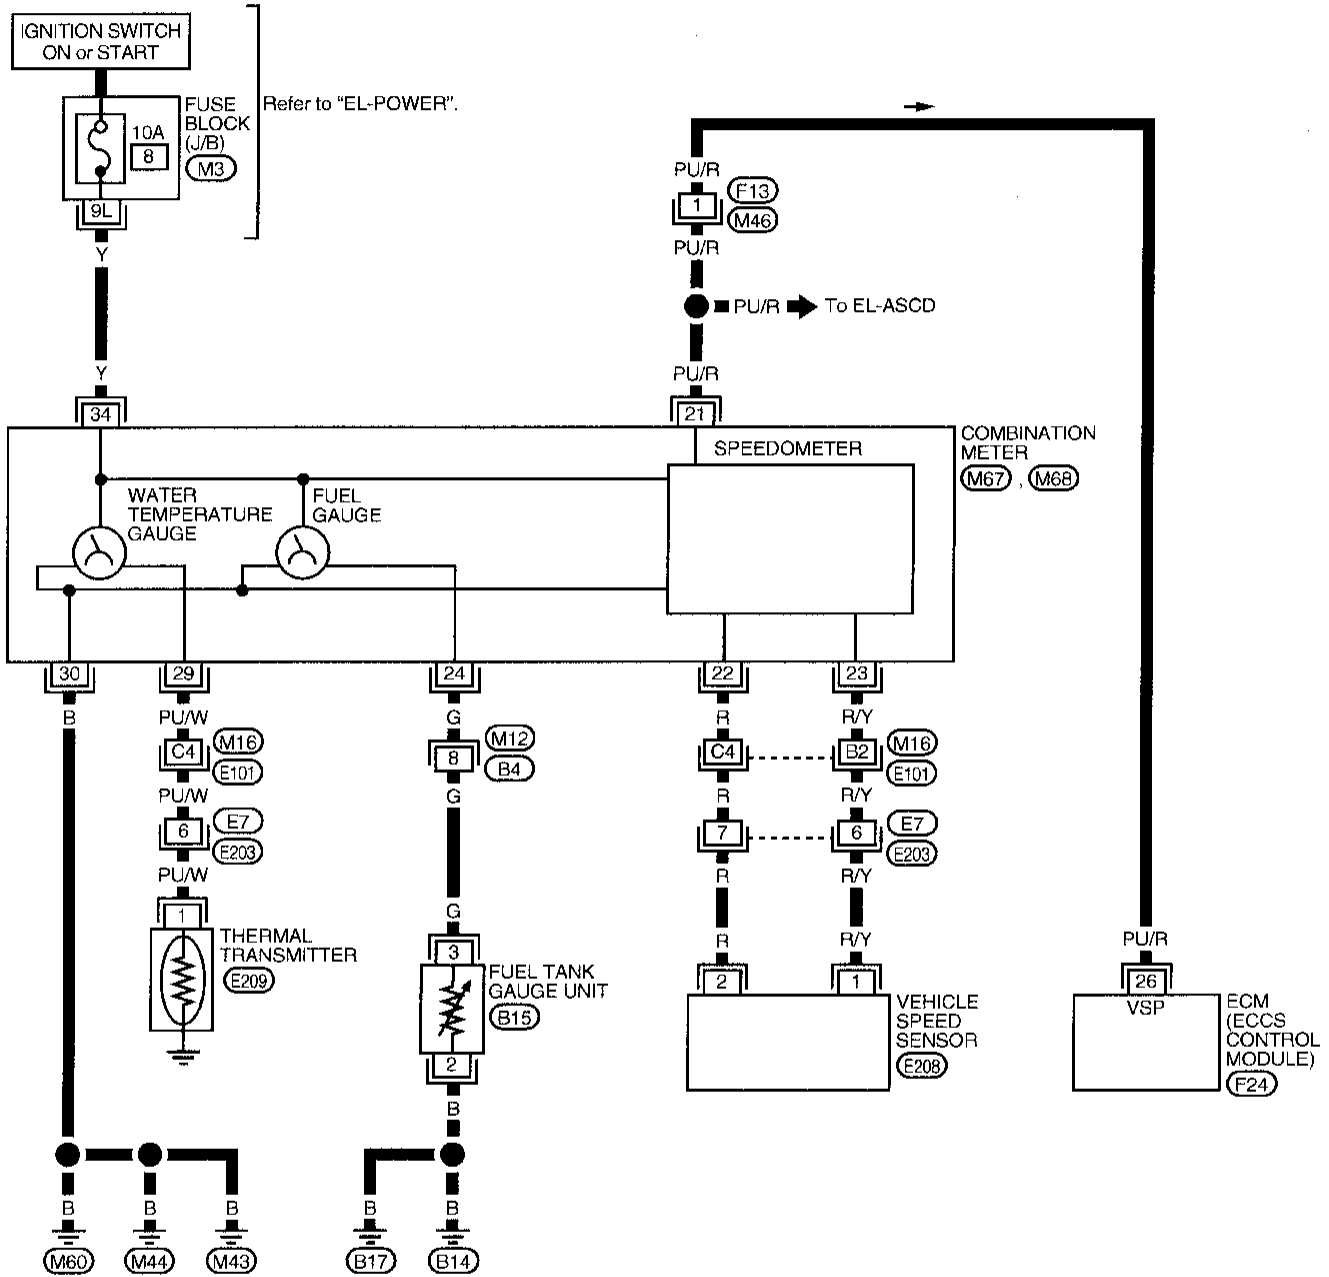 IGNITION SWITCH
ON or START
FUSE
BLOCK
(J/B)
M3
10A
8
Refer to "EL-POWER".
9L
Y
Y
34
PU/R
1
F13
M46
PU/R
PU/R
To EL-ASCD
PU/R
21
COMBINATION
METER
M67 , M68
SPEEDOMETER
WATER
TEMPERATURE
GAUGE
FUEL
GAUGE
30
29
24
22
23
B
PU/W
G
R
R/Y
C4
M16
E101
8
M12
B4
C4
B2
M16
E101
PU/W
G
R
R/Y
6
E7
E203
7
6
E7
E203
PU/W
R
R/Y
1
G
R
R/Y
PU/R
THERMAL
TRANSMITTER
E209
3
FUEL TANK
GAUGE UNIT
B15
2
1
26
VSP
VEHICLE
SPEED
SENSOR
E208
ECM
(ECCS
CONTROL
MODULE)
F24
2
B
B
B
B
B
B
M60
M44
M43
B17
B14